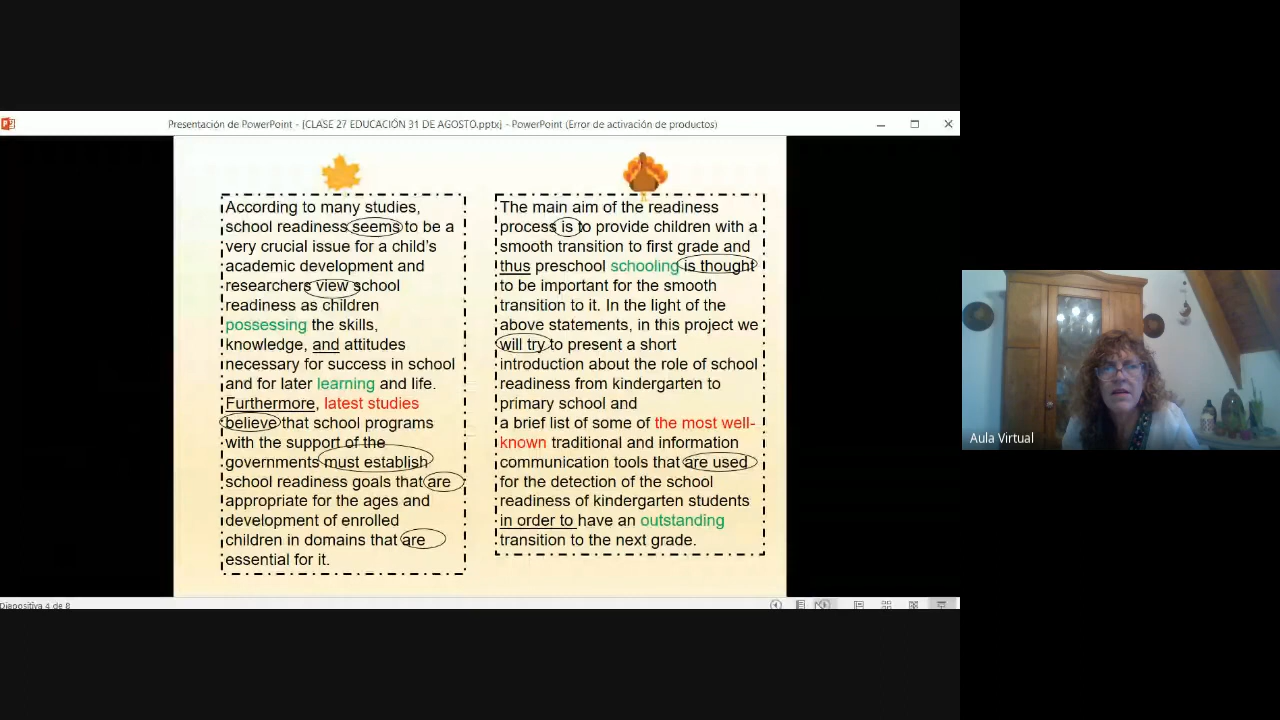 Presentación de PowerPoint - [CLASE 27 EDUCACIÓN 31 DE AGOSTO.pptx] - PowerPoint (Error de activación de productos)
According to many studies,
school readiness seems to be a
very crucial issue for a child's
academic development and
researchers view school
readiness as children
possessing the skills,
knowledge, and attitudes
necessary for success in school
and for later learning and life.
Furthermore, latest studies
believe that school programs
with the support of the
governments must establish
school readiness goals that are
appropriate for the ages and
development of enrolled
children in domains that are
essential for it.
The main aim of the readiness
process is to provide children with a
smooth transition to first grade and
thus preschool schooling is thought
to be important for the smooth
transition to it. In the light of the
above statements, in this project we
will try to present a short
introduction about the role of school
readiness from kindergarten to
primary school and
a brief list of some of the most well-
known traditional and information
communication tools that are used
for the detection of the school
readiness of kindergarten students
in order to have an outstanding
transition to the next grade.
Diapositiva 4 de 8
Aula Virtual